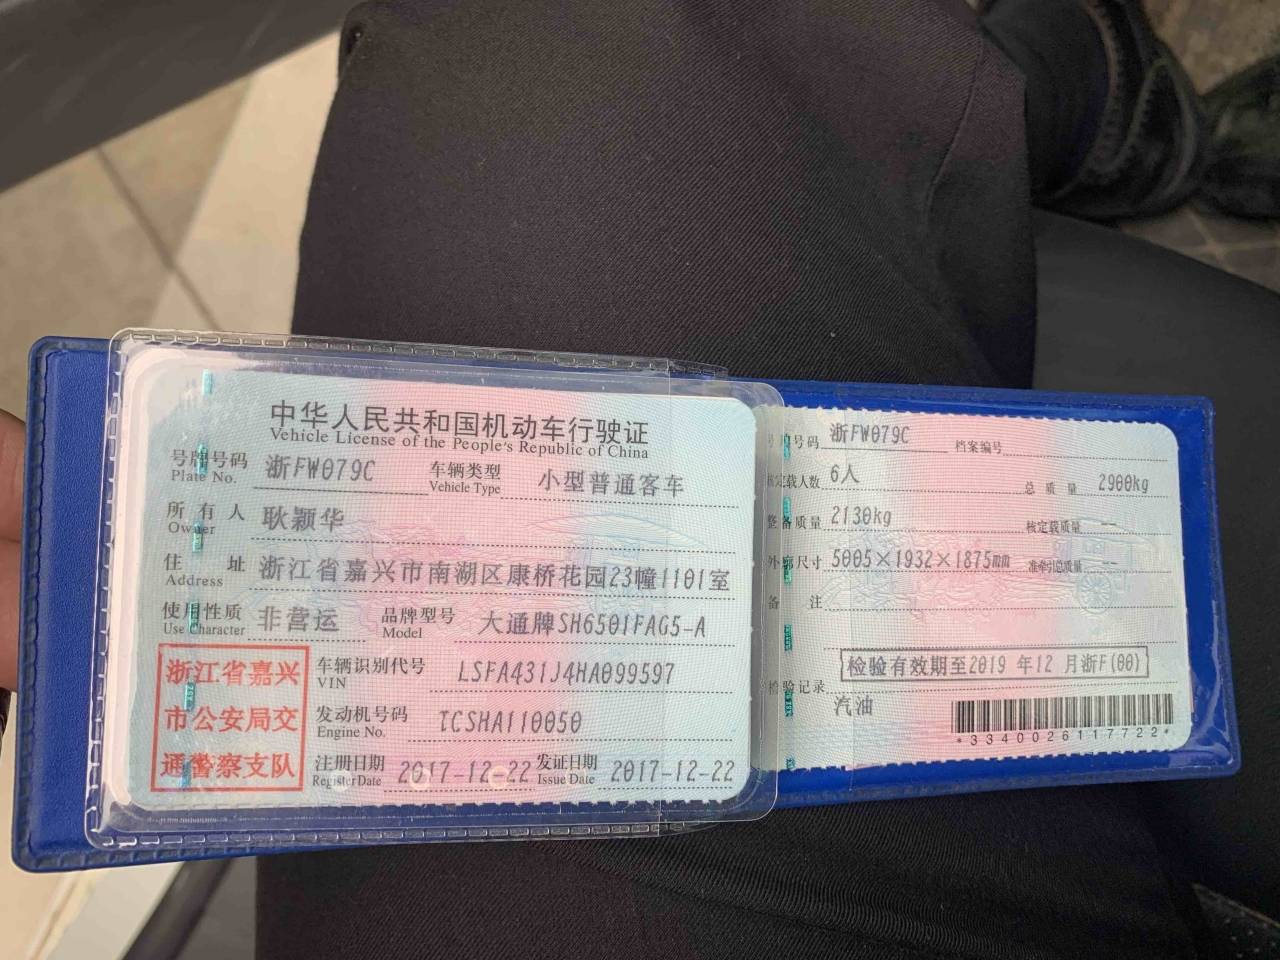 中华人民共和国机动车行驶证
Vehicle License of the People's Republic of China
号牌号码 浙FW079C 车辆类型 小型普通客车
Plate No. Vehicle Type
所有人 耿颖华
Owner
住址 浙江省嘉兴市南湖区康桥花园23幢1101室
Address
使用性质 非营运 品牌型号 大通牌SH6501FAG5-A
Use Character Model
浙江省嘉兴
市公安局交
通警察支队
车辆识别代号 LSFA431J4HA099597
VIN
发动机号码 TCSHA110050
Engine No.
注册日期 2017-12-22 发证日期 2017-12-22
Register Date Issue Date
号牌号码 浙FW079C 档案编号
核定载人数 6人 总质量 2900kg
整备质量 2130kg 核定载质量 --
外廓尺寸 5005×1932×1875mm 准牵引总质量 --
备注
检验有效期至2019 年12 月浙F(00)
检验记录
汽油
*3340026117722*